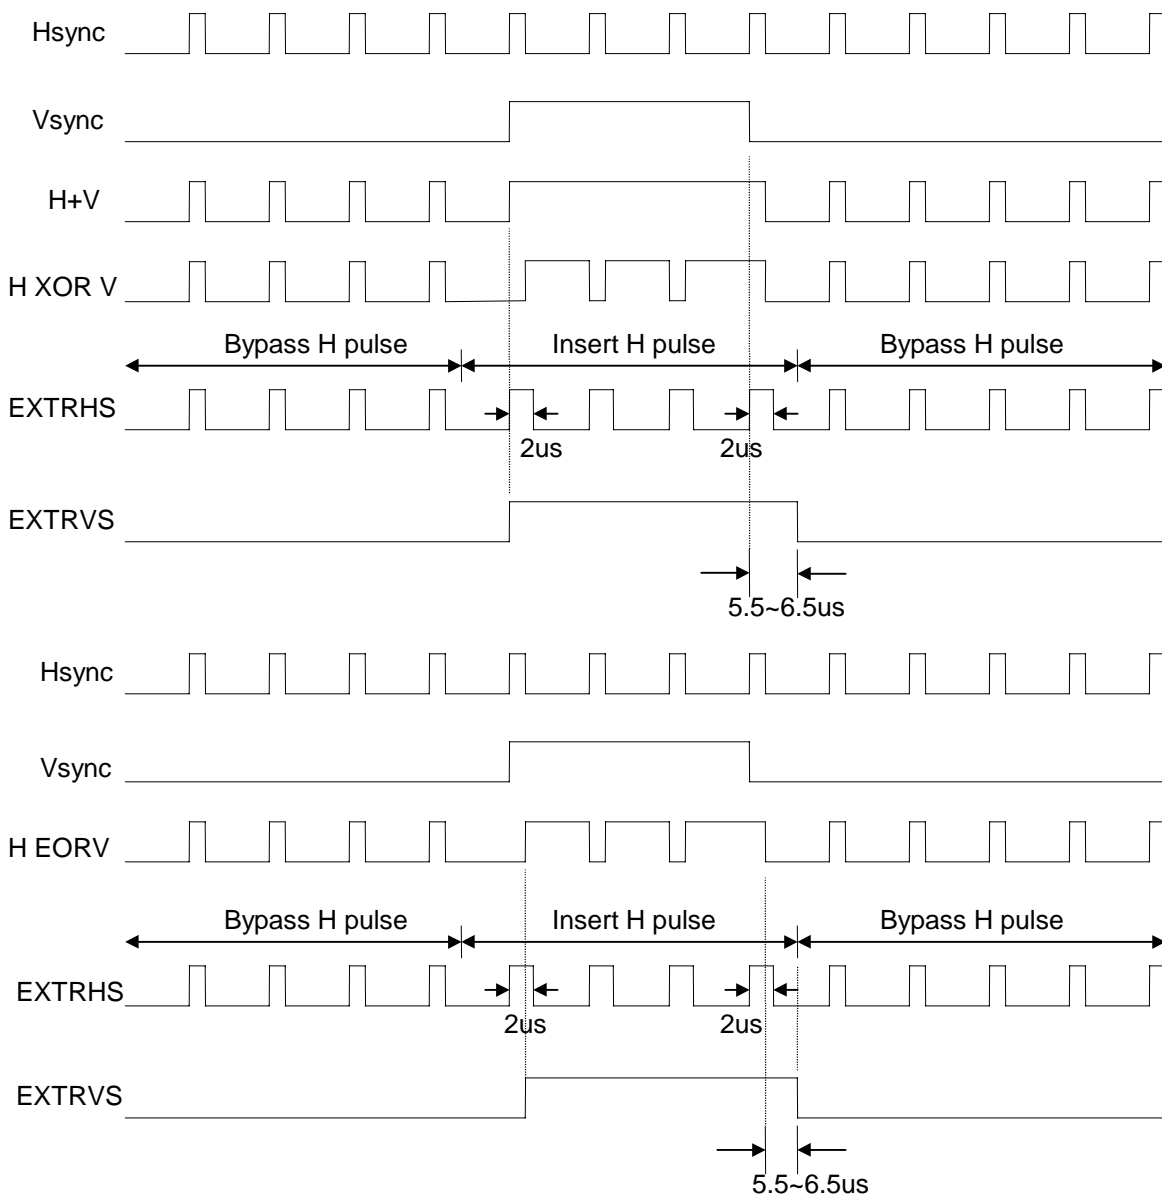 Hsync
Vsync
H+V
H XOR V
Bypass H pulse Insert H pulse Bypass H pulse
EXTRHS
2us 2us
EXTRVS
5.5~6.5us
Hsync
Vsync
H EORV
Bypass H pulse Insert H pulse Bypass H pulse
EXTRHS
2us 2us
EXTRVS
5.5~6.5us